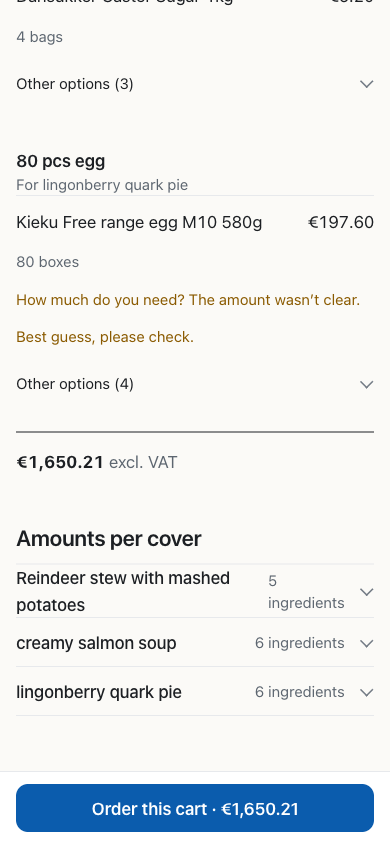 4 bags
Other options (3)
80 pcs egg
For lingonberry quark pie
Kieku Free range egg M10 580g €197.60
80 boxes
How much do you need? The amount wasn’t clear.
Best guess, please check.
Other options (4)
€1,650.21 excl. VAT
Amounts per cover
Reindeer stew with mashed potatoes
5 ingredients
creamy salmon soup 6 ingredients
lingonberry quark pie 6 ingredients
Order this cart · €1,650.21